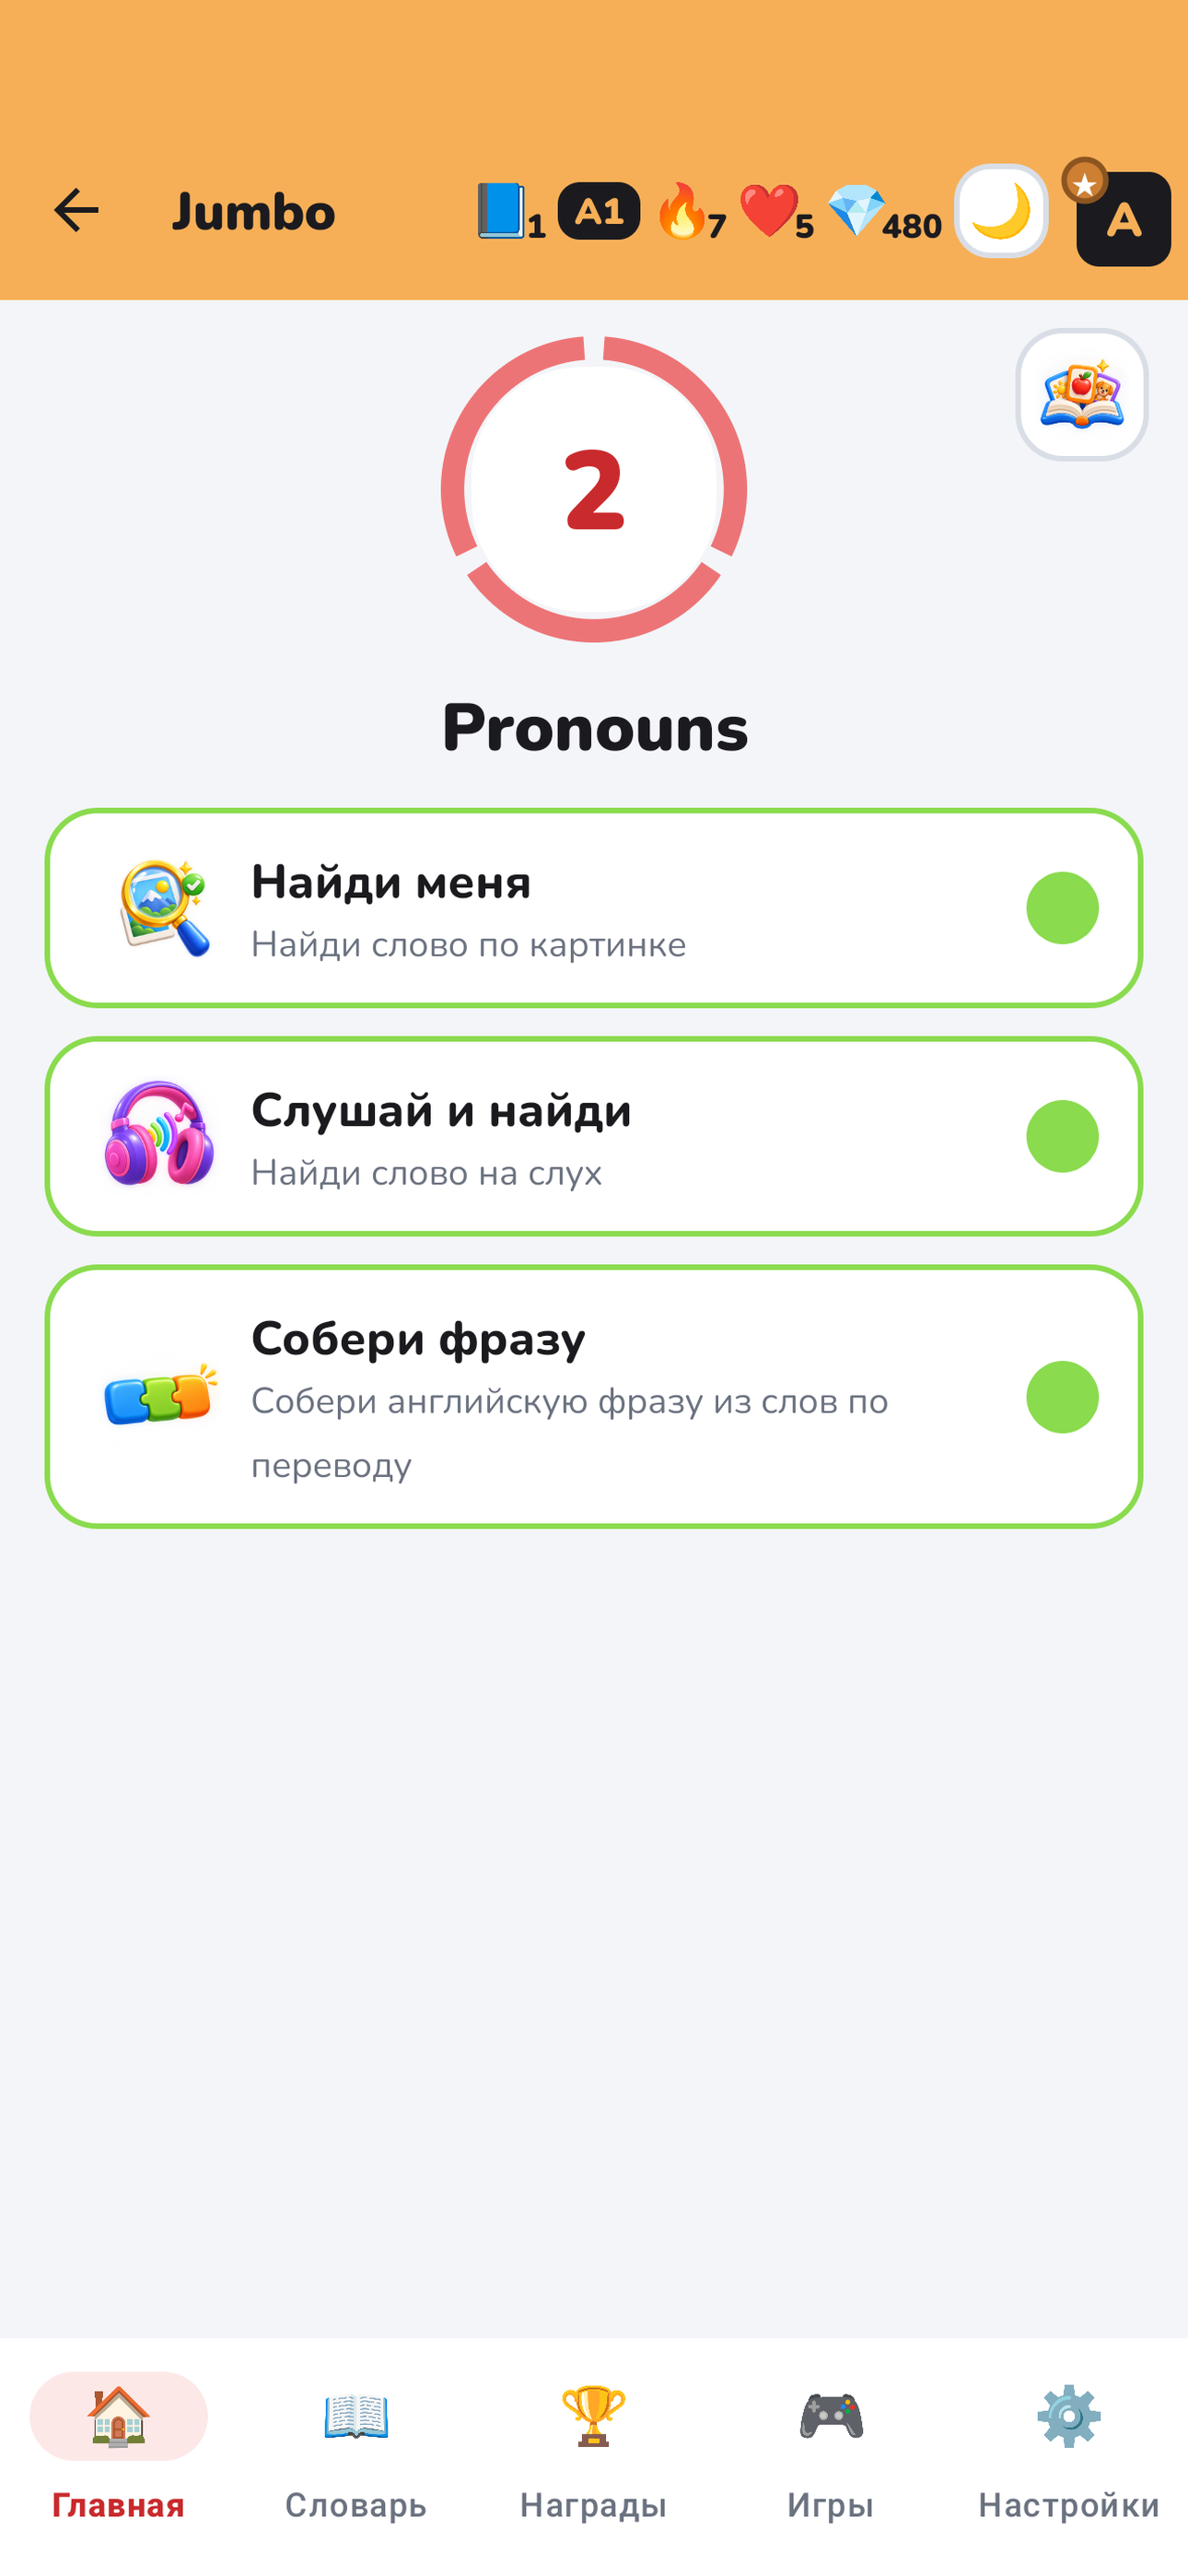 Jumbo
1
A1
7
5
480
A
2
Pronouns
Найди меня
Найди слово по картинке
Слушай и найди
Найди слово на слух
Собери фразу
Собери английскую фразу из слов по
переводу
Главная
Словарь
Награды
Игры
Настройки